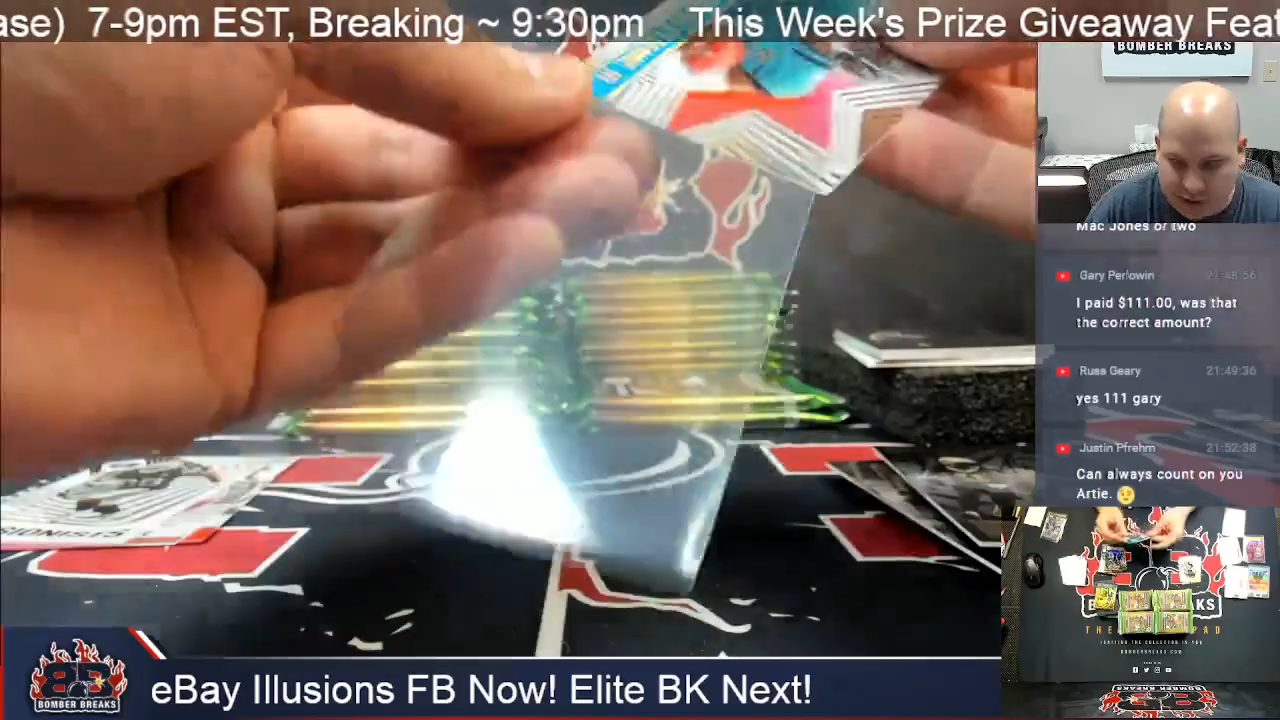 ase) 7-9pm EST, Breaking ~ 9:30pm This Week's Prize Giveaway Feat
BOMBER BREAKS
Mac Jones or two
Gary Perlowin 21:48:56
I paid $111.00, was that
the correct amount?
Russ Geary 21:49:36
yes 111 gary
Justin Pfrehm 21:52:38
Can always count on you
Artie.
BOMBERBREAKS.COM
BOMBER BREAKS
eBay Illusions FB Now! Elite BK Next!